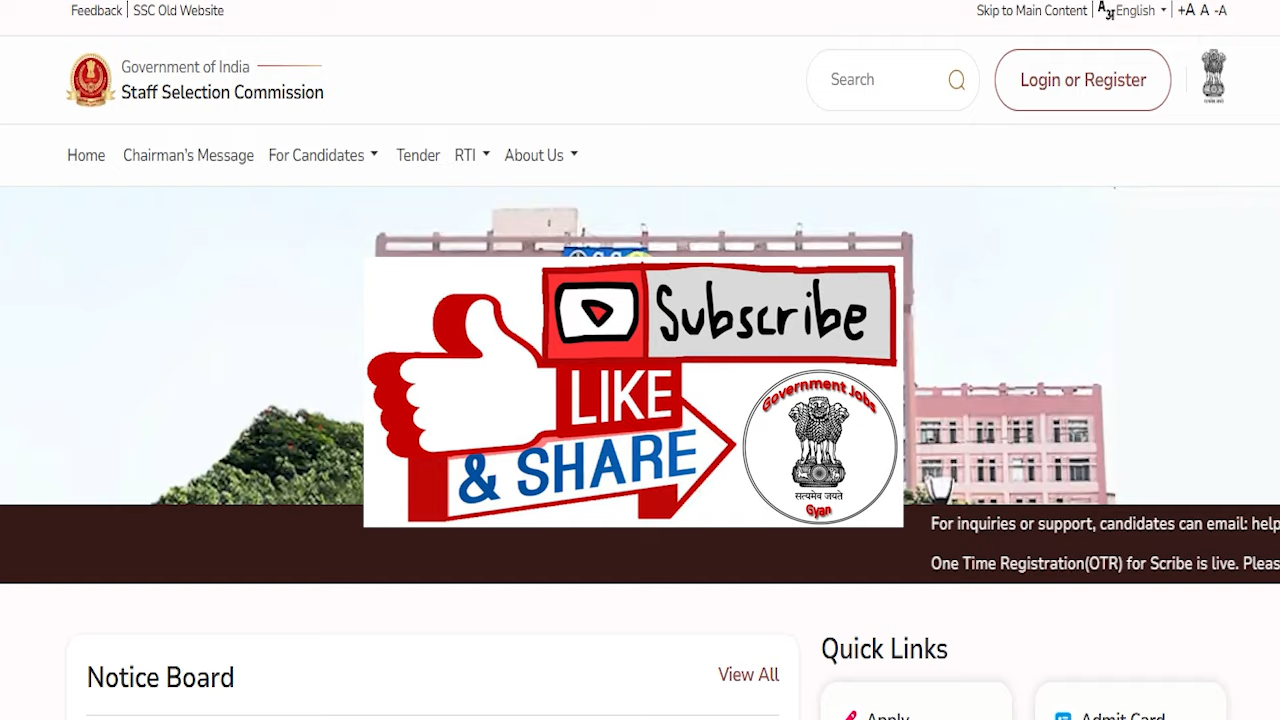 Feedback SSC Old Website
Skip to Main Content English +A A -A
Government of India
Staff Selection Commission
Search
Login or Register
Home Chairman's Message For Candidates Tender RTI About Us
Subscribe
LIKE
& SHARE
Government Jobs
सत्यमेव जयते
Gyan
For inquiries or support, candidates can email: help
One Time Registration(OTR) for Scribe is live. Pleas
Notice Board
View All
Quick Links
Apply
Admit Card